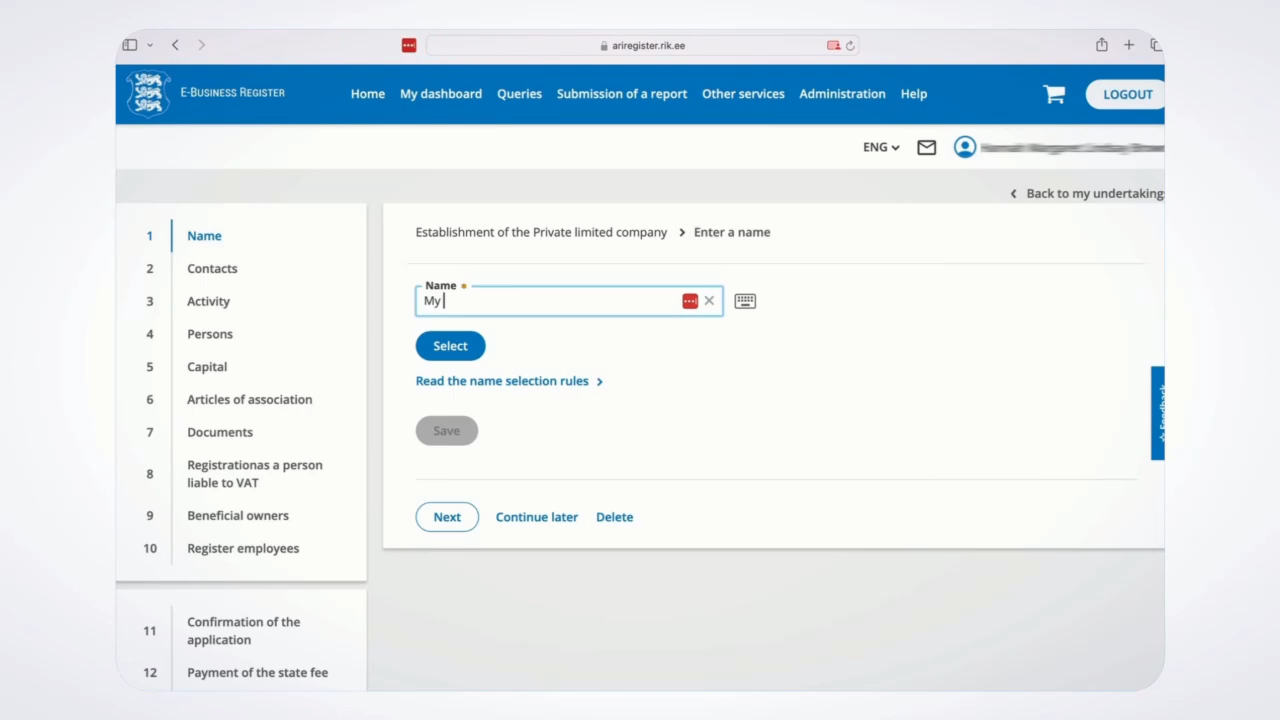 ariregister.rik.ee
E-BUSINESS REGISTER
Home
My dashboard
Queries
Submission of a report
Other services
Administration
Help
LOGOUT
ENG
Back to my undertakings
1 Name
2 Contacts
3 Activity
4 Persons
5 Capital
6 Articles of association
7 Documents
8 Registrationas a person
liable to VAT
9 Beneficial owners
10 Register employees
11 Confirmation of the
application
12 Payment of the state fee
Establishment of the Private limited company > Enter a name
Name
My
Select
Read the name selection rules
Save
Next
Continue later
Delete
Feedback